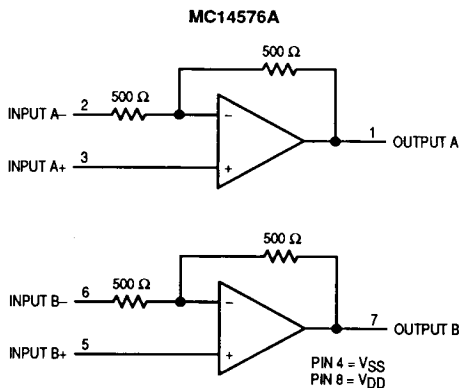 MC14576A
500 Ω
INPUT A– 2 500 Ω –
INPUT A+ 3 +
1 OUTPUT A
500 Ω
INPUT B– 6 500 Ω –
INPUT B+ 5 +
7 OUTPUT B
PIN 4 = VSS
PIN 8 = VDD